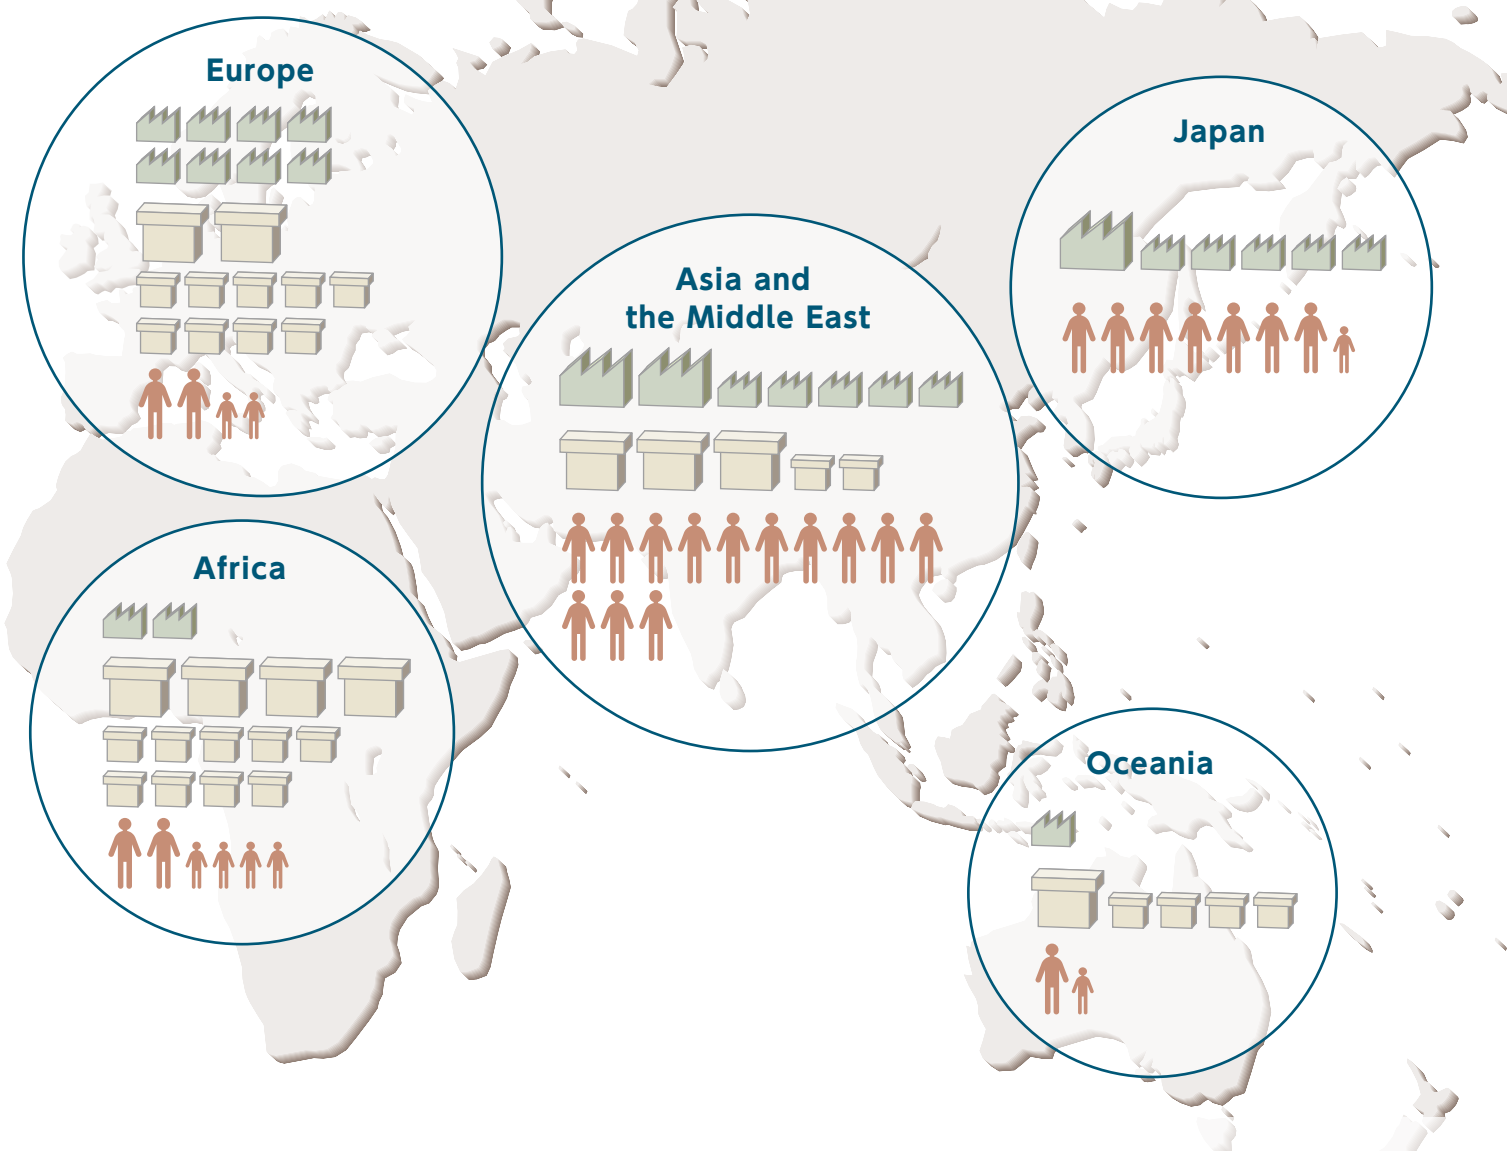 Europe
Japan
Asia and
the Middle East
Africa
Oceania